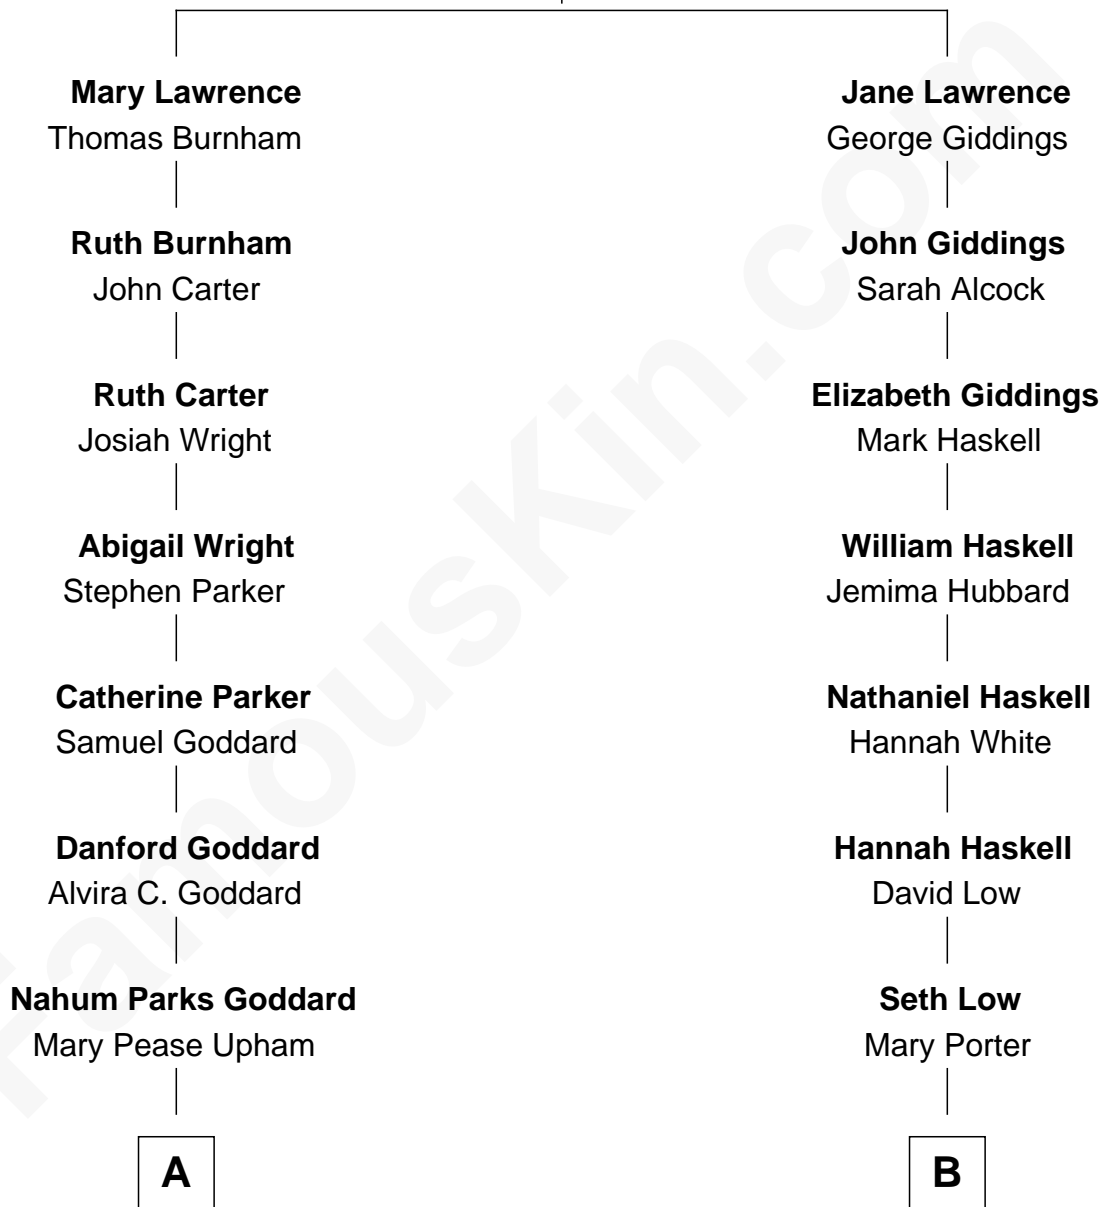 Mary Lawrence
Thomas Burnham
Ruth Burnham
John Carter
Ruth Carter
Josiah Wright
Abigail Wright
Stephen Parker
Catherine Parker
Samuel Goddard
Danford Goddard
Alvira C. Goddard
Nahum Parks Goddard
Mary Pease Upham
A
Jane Lawrence
George Giddings
John Giddings
Sarah Alcock
Elizabeth Giddings
Mark Haskell
William Haskell
Jemima Hubbard
Nathaniel Haskell
Hannah White
Hannah Haskell
David Low
Seth Low
Mary Porter
B
FamousKin.com